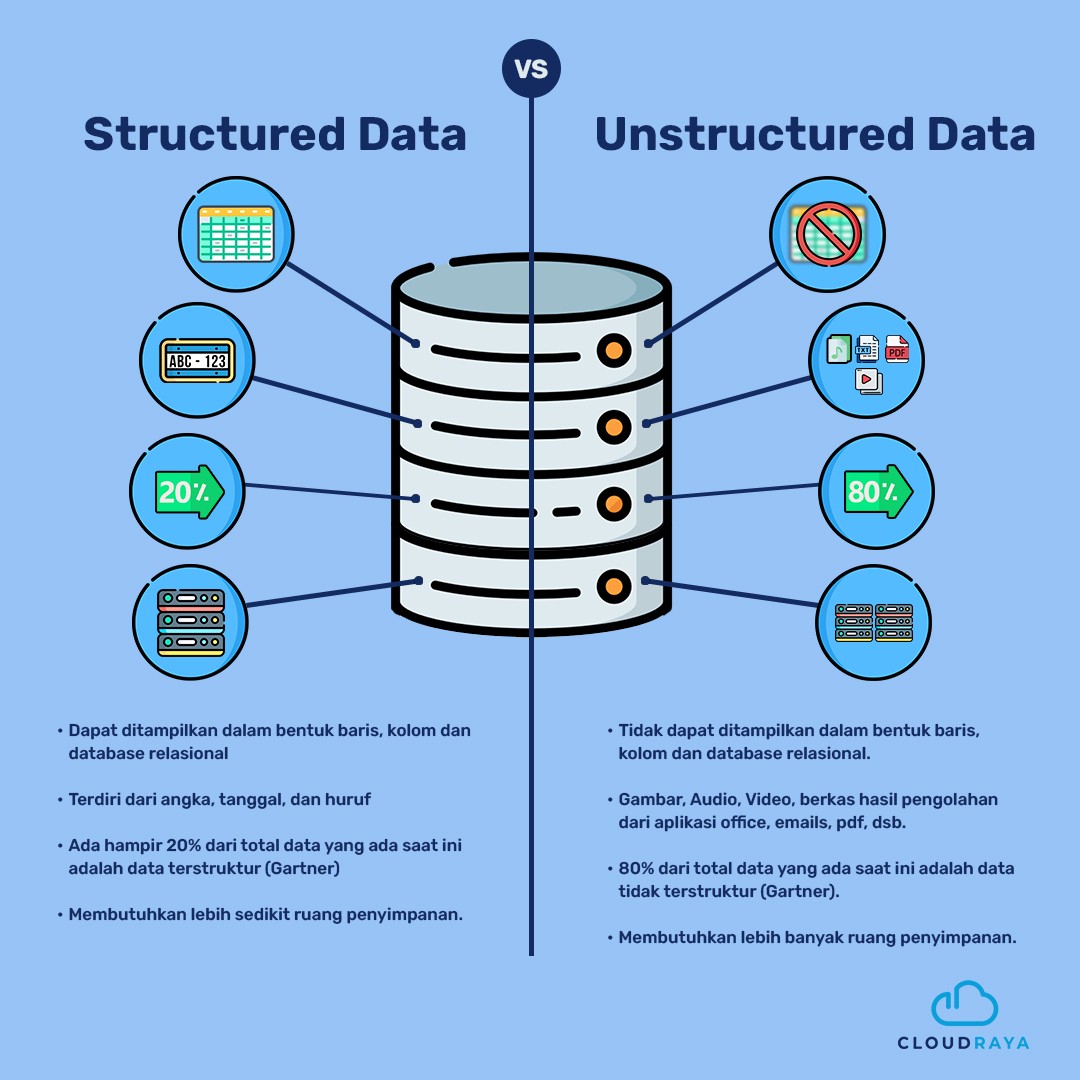 VS
Structured Data
Unstructured Data
ABC - 123
20%
TXT
PDF
80%
• Dapat ditampilkan dalam bentuk baris, kolom dan
database relasional
• Terdiri dari angka, tanggal, dan huruf
• Ada hampir 20% dari total data yang ada saat ini
adalah data terstruktur (Gartner)
• Membutuhkan lebih sedikit ruang penyimpanan.
• Tidak dapat ditampilkan dalam bentuk baris,
kolom dan database relasional.
• Gambar, Audio, Video, berkas hasil pengolahan
dari aplikasi office, emails, pdf, dsb.
• 80% dari total data yang ada saat ini adalah data
tidak terstruktur (Gartner).
• Membutuhkan lebih banyak ruang penyimpanan.
CLOUDRAYA